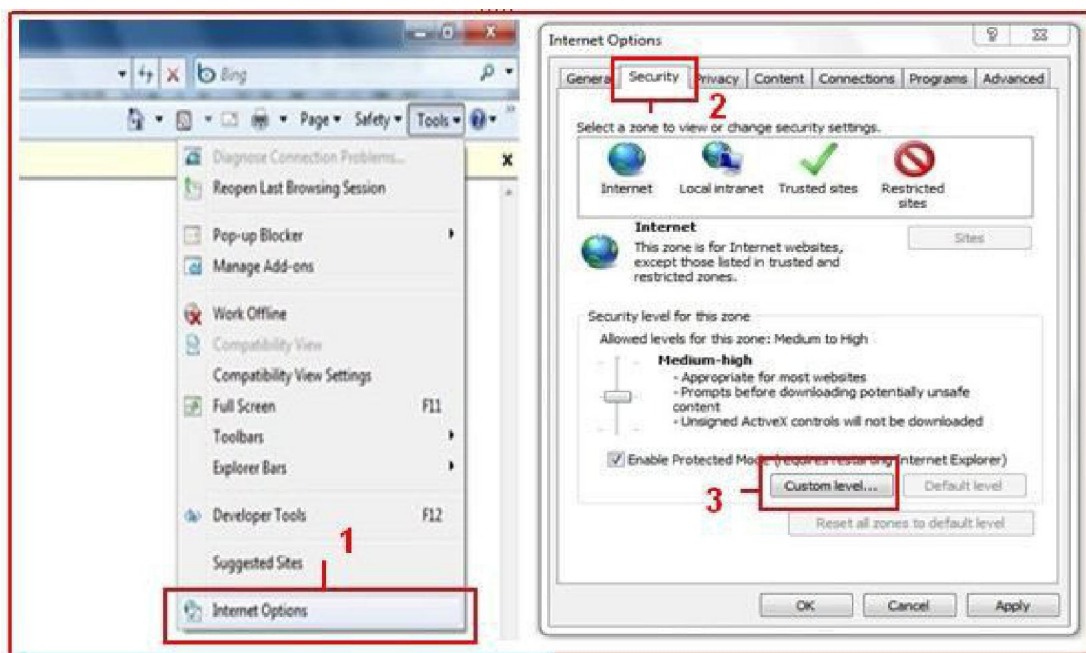 Bing
Page Safety Tools
Diagnose Connection Problems...
Reopen Last Browsing Session
Pop-up Blocker
Manage Add-ons
Work Offline
Compatibility View
Compatibility View Settings
Full Screen F11
Toolbars
Explorer Bars
Developer Tools F12
1
Suggested Sites
Internet Options
Internet Options
General Security Privacy Content Connections Programs Advanced
2
Select a zone to view or change security settings.
Internet Local intranet Trusted sites Restricted
sites
Internet
Sites
This zone is for Internet websites,
except those listed in trusted and
restricted zones.
Security level for this zone
Allowed levels for this zone: Medium to High
Medium-high
- Appropriate for most websites
- Prompts before downloading potentially unsafe
content
- Unsigned ActiveX controls will not be downloaded
Enable Protected Mode (requires restarting Internet Explorer)
3 Custom level... Default level
Reset all zones to default level
OK Cancel Apply